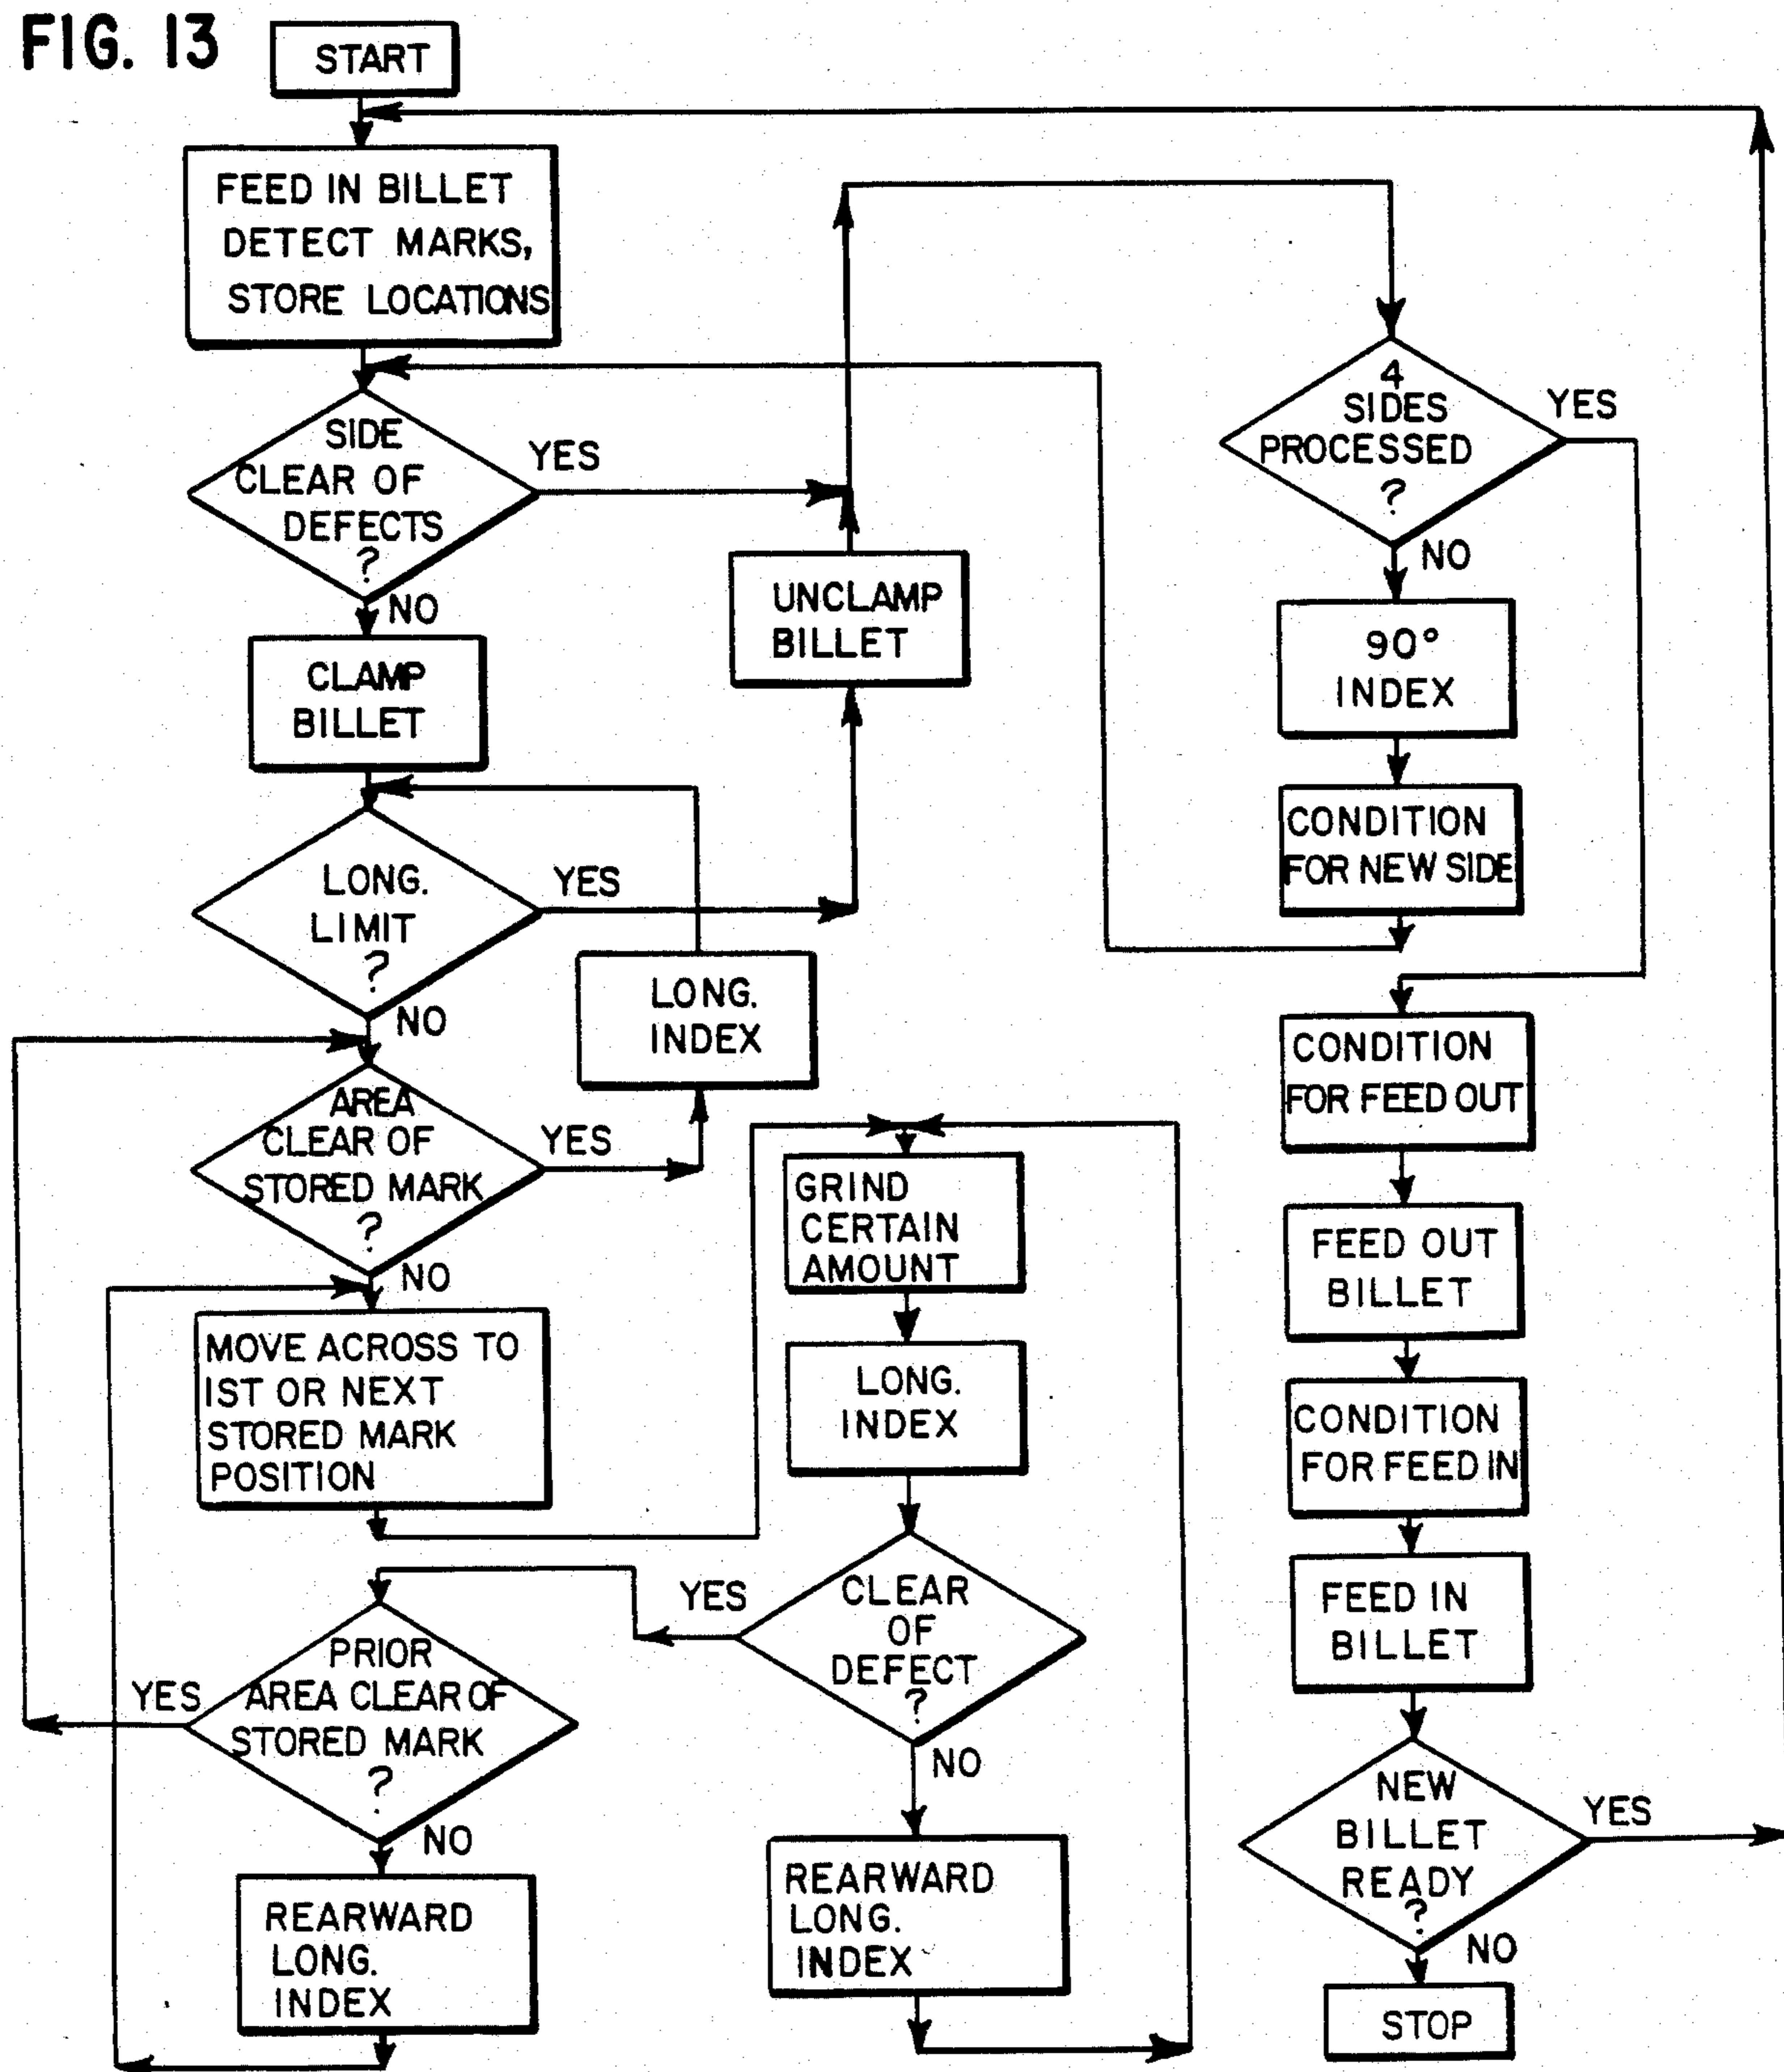 FIG. 13
START
FEED IN BILLET
DETECT MARKS,
STORE LOCATIONS
SIDE
CLEAR OF
DEFECTS
?
YES
NO
CLAMP
BILLET
LONG.
LIMIT
?
YES
NO
LONG.
INDEX
UNCLAMP
BILLET
AREA
CLEAR OF
STORED MARK
?
YES
NO
MOVE ACROSS TO
1ST OR NEXT
STORED MARK
POSITION
GRIND
CERTAIN
AMOUNT
LONG.
INDEX
CLEAR
OF
DEFECT
?
YES
NO
REARWARD
LONG.
INDEX
PRIOR
AREA CLEAR OF
STORED MARK
?
YES
NO
REARWARD
LONG.
INDEX
4
SIDES
PROCESSED
?
YES
NO
90°
INDEX
CONDITION
FOR NEW SIDE
CONDITION
FOR FEED OUT
FEED OUT
BILLET
CONDITION
FOR FEED IN
FEED IN
BILLET
NEW
BILLET
READY
?
YES
NO
STOP